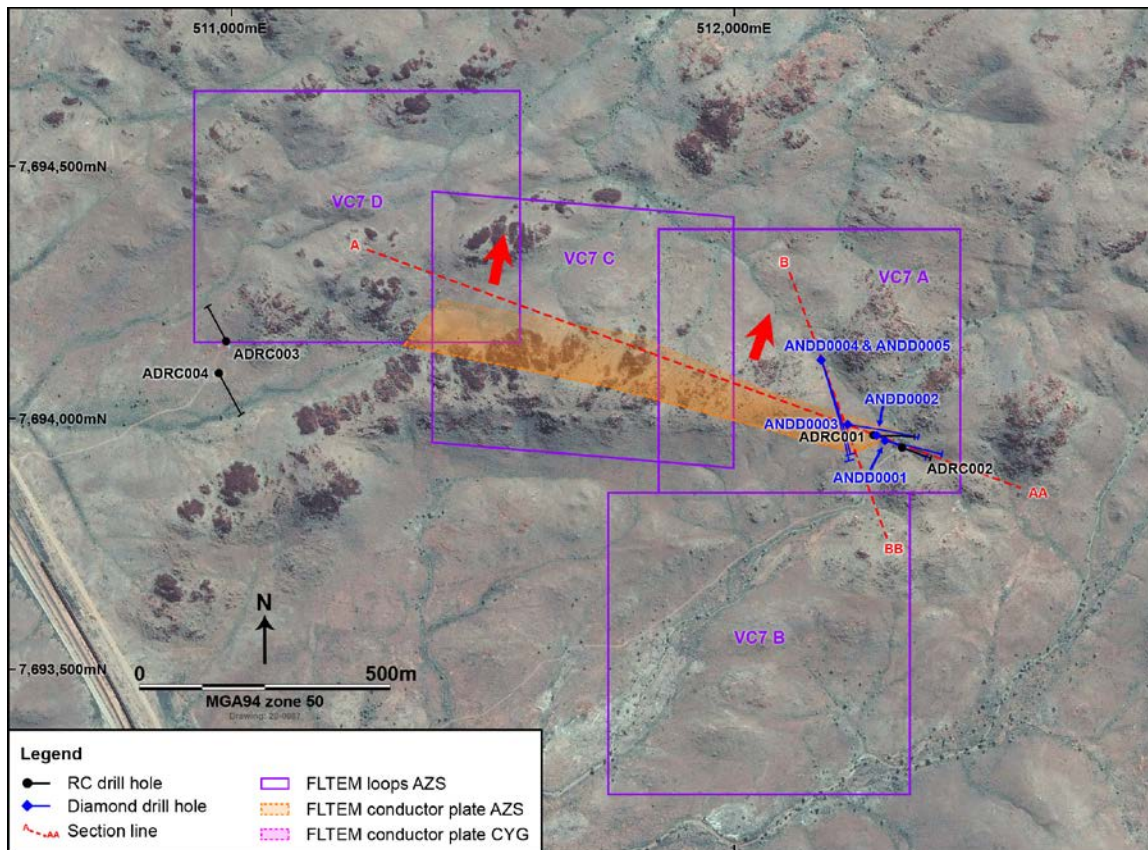 511,000mE
512,000mE
7,694,500mN
VC7 D
A
VC7 C
B
VC7 A
ADRC003
ADRC004
ANDD0004 & ANDD0005
ANDD0002
7,694,000mN
ANDD0003
ADRC001
ADRC002
ANDD0001
AA
BB
VC7 B
7,693,500mN
N
0
500m
MGA94 zone 50
Legend
RC drill hole
Diamond drill hole
A
AA
Section line
FLTEM loops AZS
FLTEM conductor plate AZS
FLTEM conductor plate CYG